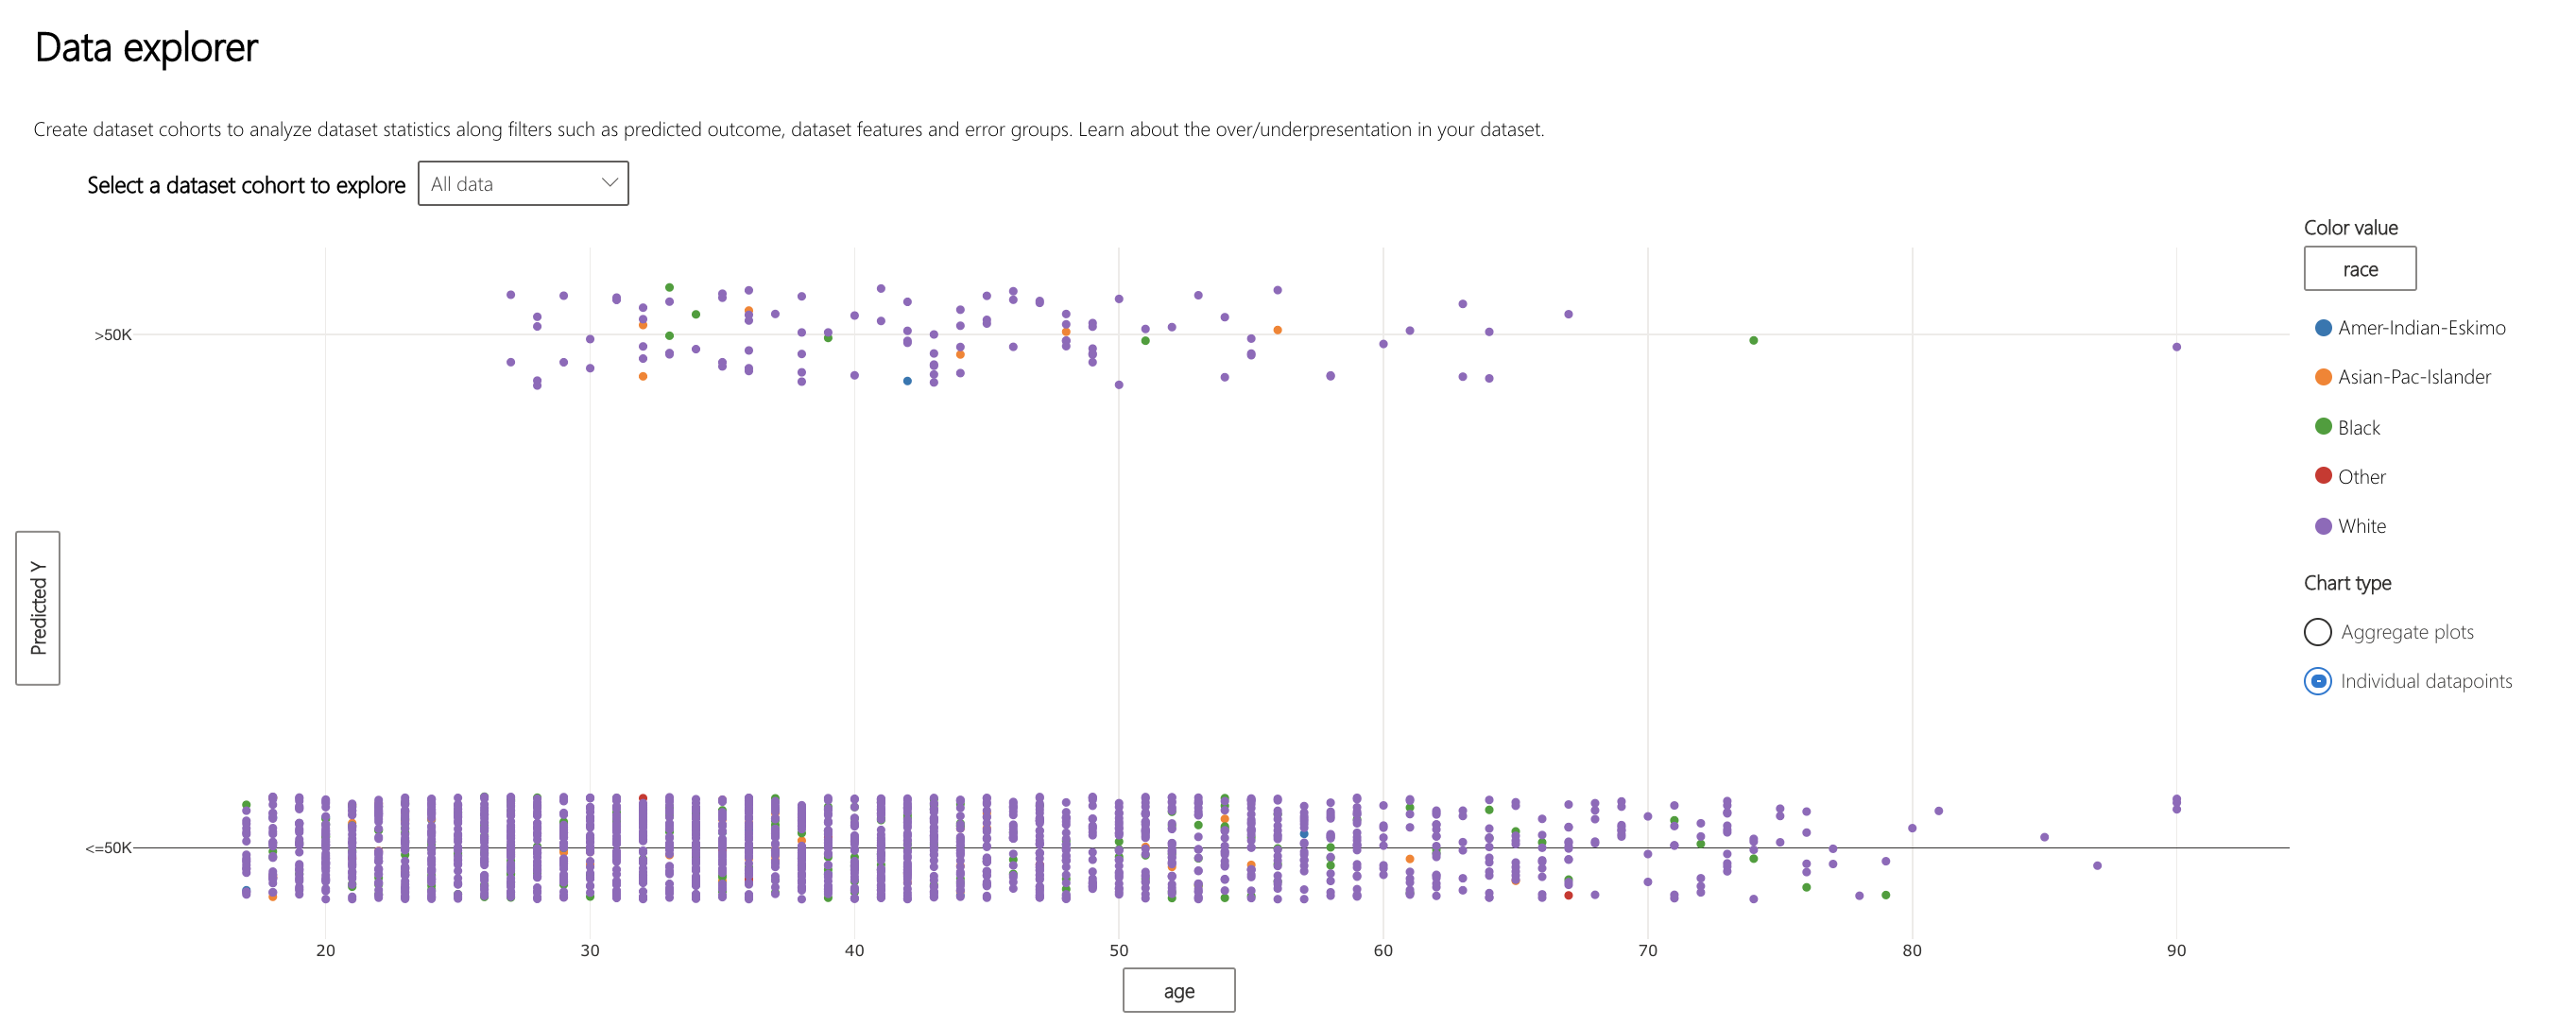 Data explorer
Create dataset cohorts to analyze dataset statistics along filters such as predicted outcome, dataset features and error groups. Learn about the over/underpresentation in your dataset.
Select a dataset cohort to explore
All data
Color value
race
Amer-Indian-Eskimo
Asian-Pac-Islander
Black
Other
White
Chart type
Aggregate plots
Individual datapoints
>50K
Predicted Y
<=50K
20 30 40 50 60 70 80 90
age